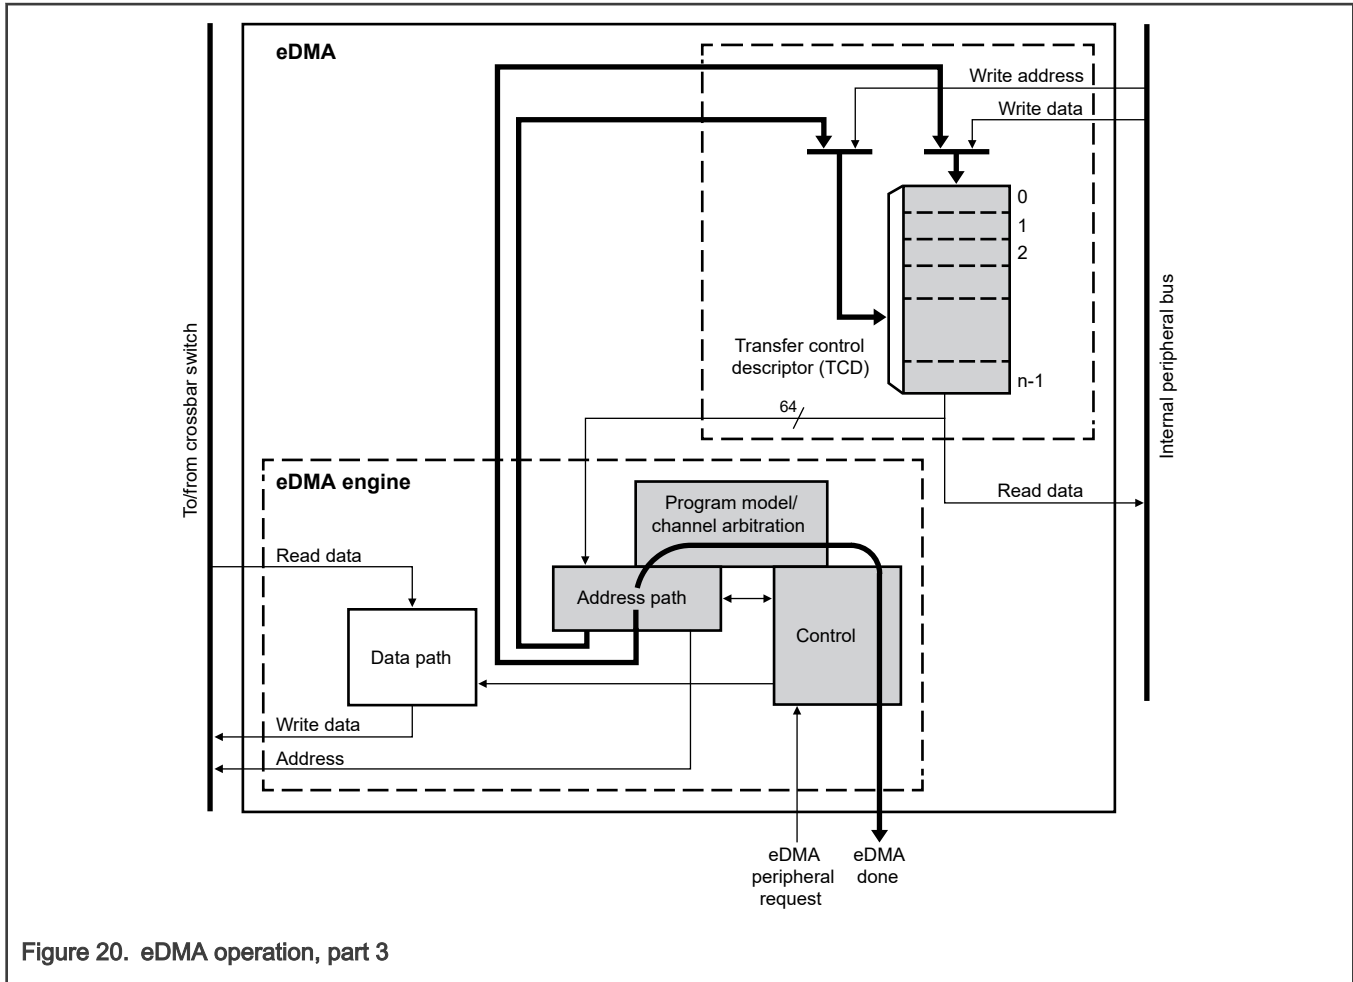 eDMA
Write address
Write data
0
1
2
Transfer control
descriptor (TCD)
n-1
64
To/from crossbar switch
Internal peripheral bus
eDMA engine
Read data
Program model/
channel arbitration
Read data
Address path
Control
Data path
Write data
Address
eDMA
peripheral
request
eDMA
done
Figure 20. eDMA operation, part 3